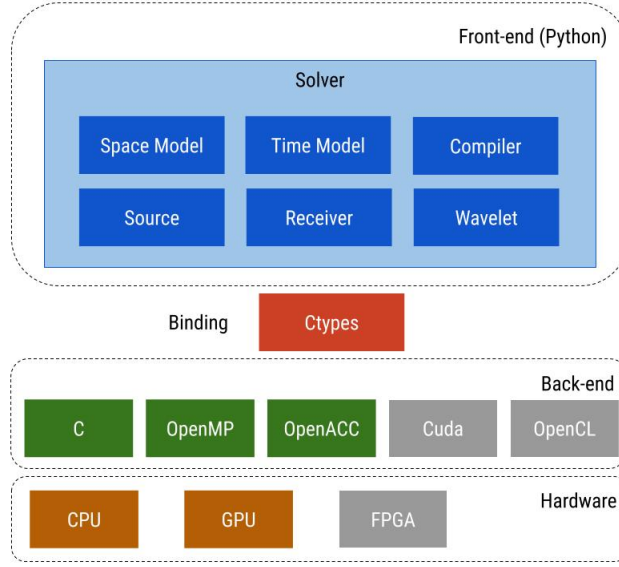 Front-end (Python)
Solver
Space Model
Time Model
Compiler
Source
Receiver
Wavelet
Binding
Ctypes
Back-end
C
OpenMP
OpenACC
Cuda
OpenCL
Hardware
CPU
GPU
FPGA